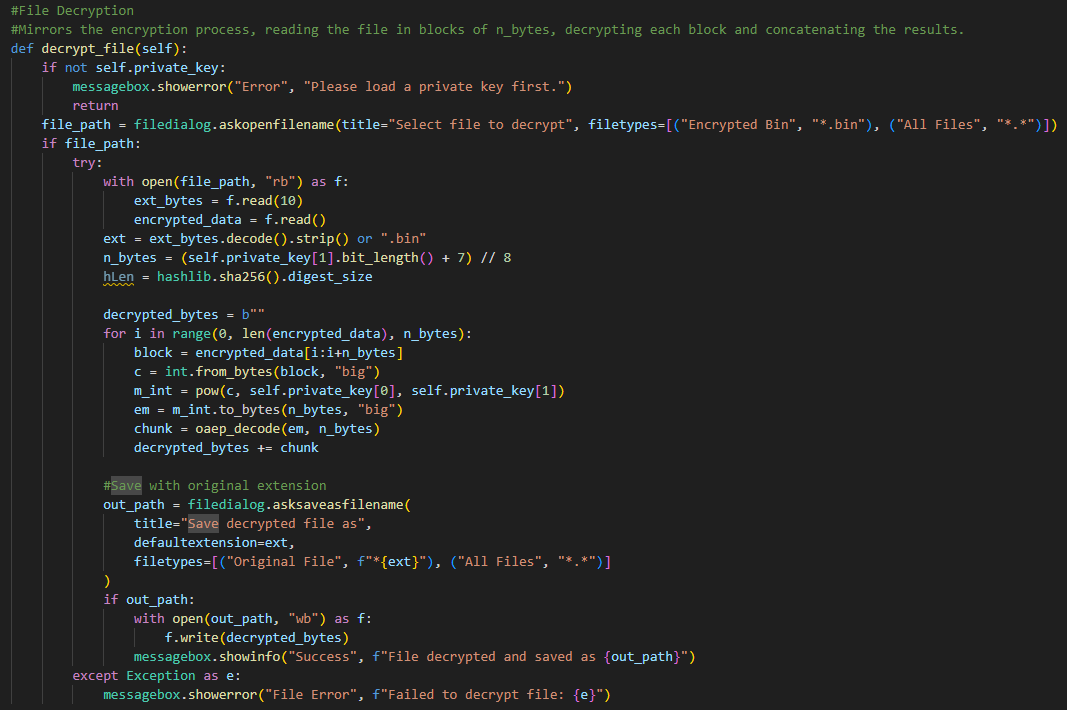 #File Decryption
#Mirrors the encryption process, reading the file in blocks of n_bytes, decrypting each block and concatenating the results.
def decrypt_file(self):
    if not self.private_key:
        messagebox.showerror("Error", "Please load a private key first.")
        return
    file_path = filedialog.askopenfilename(title="Select file to decrypt", filetypes=[("Encrypted Bin", "*.bin"), ("All Files", "*.*")])
    if file_path:
        try:
            with open(file_path, "rb") as f:
                ext_bytes = f.read(10)
                encrypted_data = f.read()
            ext = ext_bytes.decode().strip() or ".bin"
            n_bytes = (self.private_key[1].bit_length() + 7) // 8
            hLen = hashlib.sha256().digest_size

            decrypted_bytes = b""
            for i in range(0, len(encrypted_data), n_bytes):
                block = encrypted_data[i:i+n_bytes]
                c = int.from_bytes(block, "big")
                m_int = pow(c, self.private_key[0], self.private_key[1])
                em = m_int.to_bytes(n_bytes, "big")
                chunk = oaep_decode(em, n_bytes)
                decrypted_bytes += chunk

            #Save with original extension
            out_path = filedialog.asksaveasfilename(
                title="Save decrypted file as",
                defaultextension=ext,
                filetypes=[("Original File", f"*{ext}"), ("All Files", "*.*")]
            )
            if out_path:
                with open(out_path, "wb") as f:
                    f.write(decrypted_bytes)
                messagebox.showinfo("Success", f"File decrypted and saved as {out_path}")
        except Exception as e:
            messagebox.showerror("File Error", f"Failed to decrypt file: {e}")